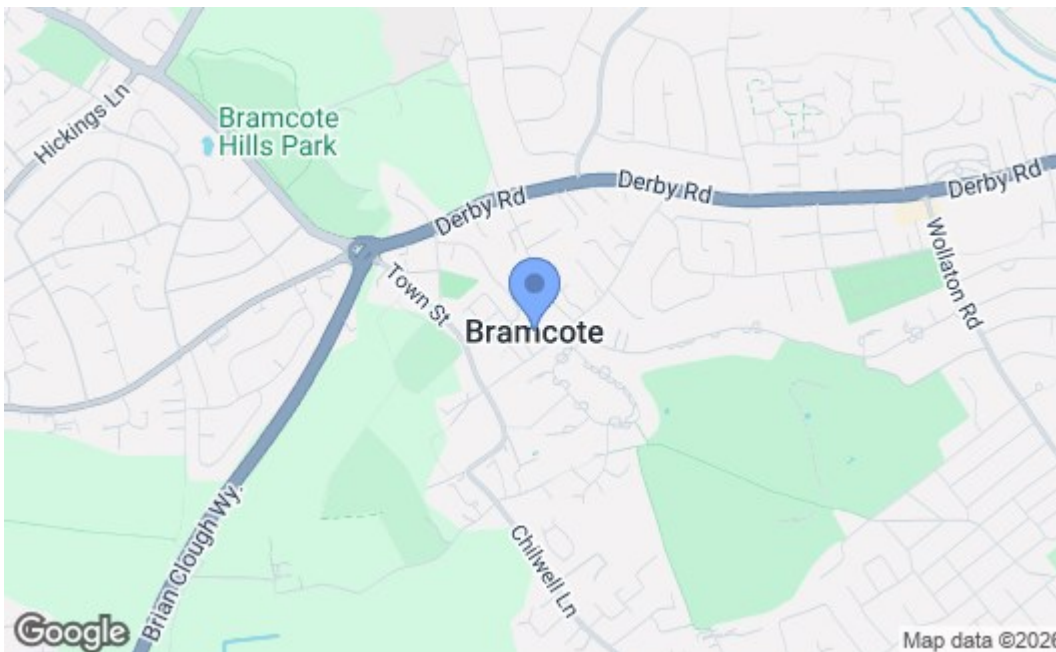 Hickings Ln
Bramcote
Hills Park
Derby Rd
Derby Rd
Derby Rd
Wollaton Rd
Town St
Bramcote
Chilwell Ln
Brian Clough Wy.
Google
Map data ©2026